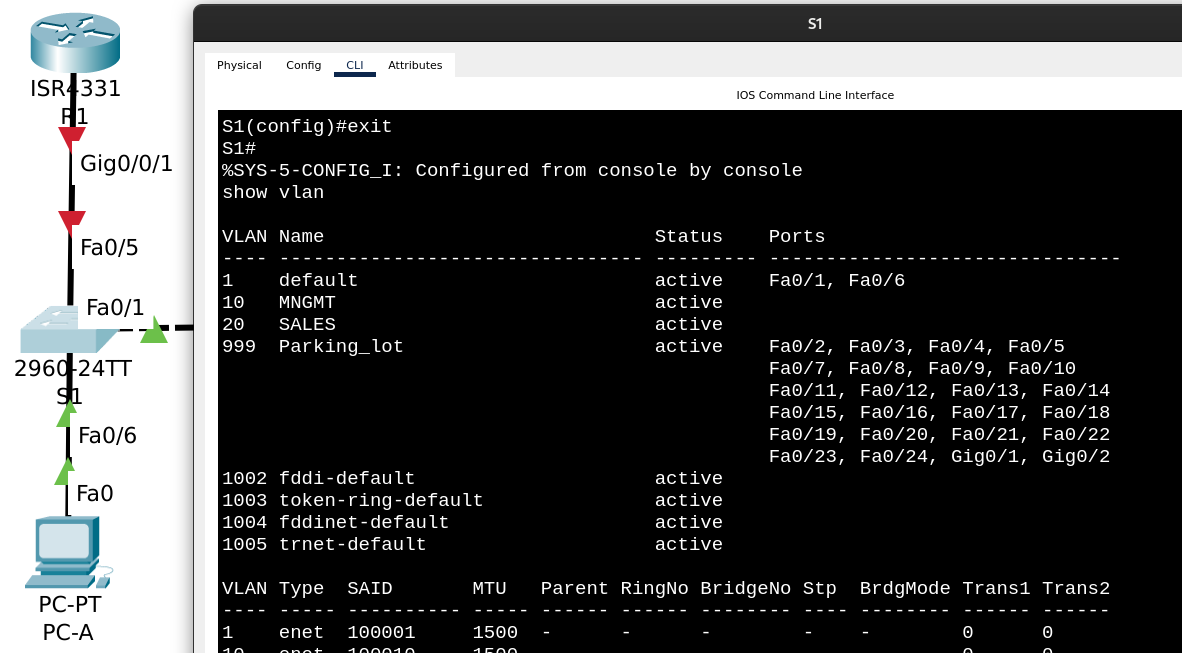 S1
Physical Config CLI Attributes
IOS Command Line Interface
ISR4331
R1
Gig0/0/1
Fa0/5
Fa0/1
2960-24TT
S1
Fa0/6
Fa0
PC-PT
PC-A
S1(config)#exit
S1#
%SYS-5-CONFIG_I: Configured from console by console
show vlan
VLAN Name                             Status    Ports
---- -------------------------------- --------- -------------------------------
1    default                          active    Fa0/1, Fa0/6
10   MNGMT                            active
20   SALES                            active
999  Parking_lot                      active    Fa0/2, Fa0/3, Fa0/4, Fa0/5
                                                Fa0/7, Fa0/8, Fa0/9, Fa0/10
                                                Fa0/11, Fa0/12, Fa0/13, Fa0/14
                                                Fa0/15, Fa0/16, Fa0/17, Fa0/18
                                                Fa0/19, Fa0/20, Fa0/21, Fa0/22
                                                Fa0/23, Fa0/24, Gig0/1, Gig0/2
1002 fddi-default                     active
1003 token-ring-default               active
1004 fddinet-default                  active
1005 trnet-default                    active
VLAN Type  SAID       MTU   Parent RingNo BridgeNo Stp  BrdgMode Trans1 Trans2
---- ----- ---------- ----- ------ ------ -------- ---- -------- ------ ------
1    enet  100001     1500  -      -      -        -    -        0      0